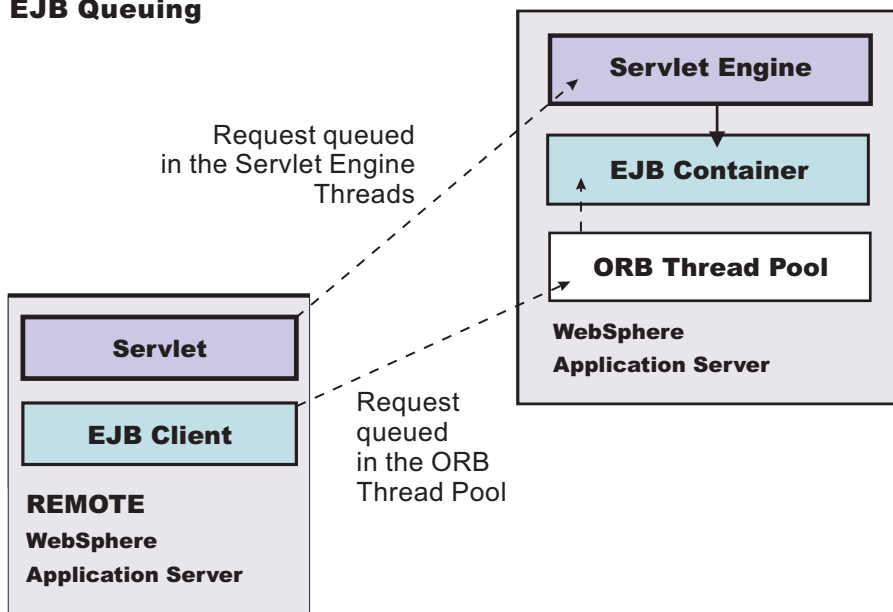 EJB Queuing
Servlet Engine
Request queued
in the Servlet Engine
Threads
EJB Container
ORB Thread Pool
WebSphere
Application Server
Servlet
EJB Client
Request
queued
in the ORB
Thread Pool
REMOTE
WebSphere
Application Server